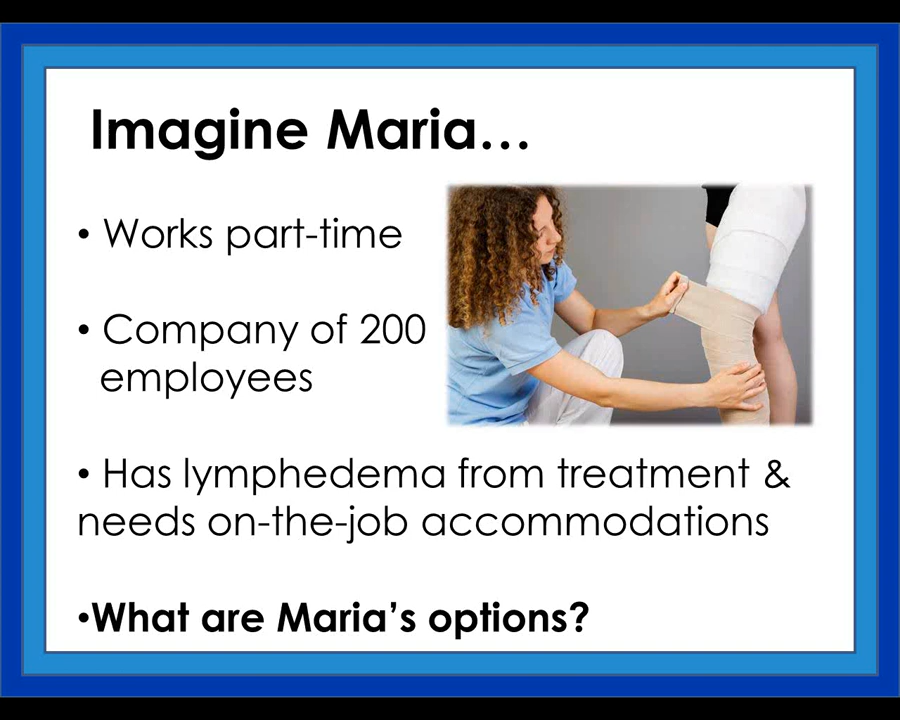 Imagine Maria…
• Works part-time
• Company of 200
employees
• Has lymphedema from treatment &
needs on-the-job accommodations
•What are Maria’s options?